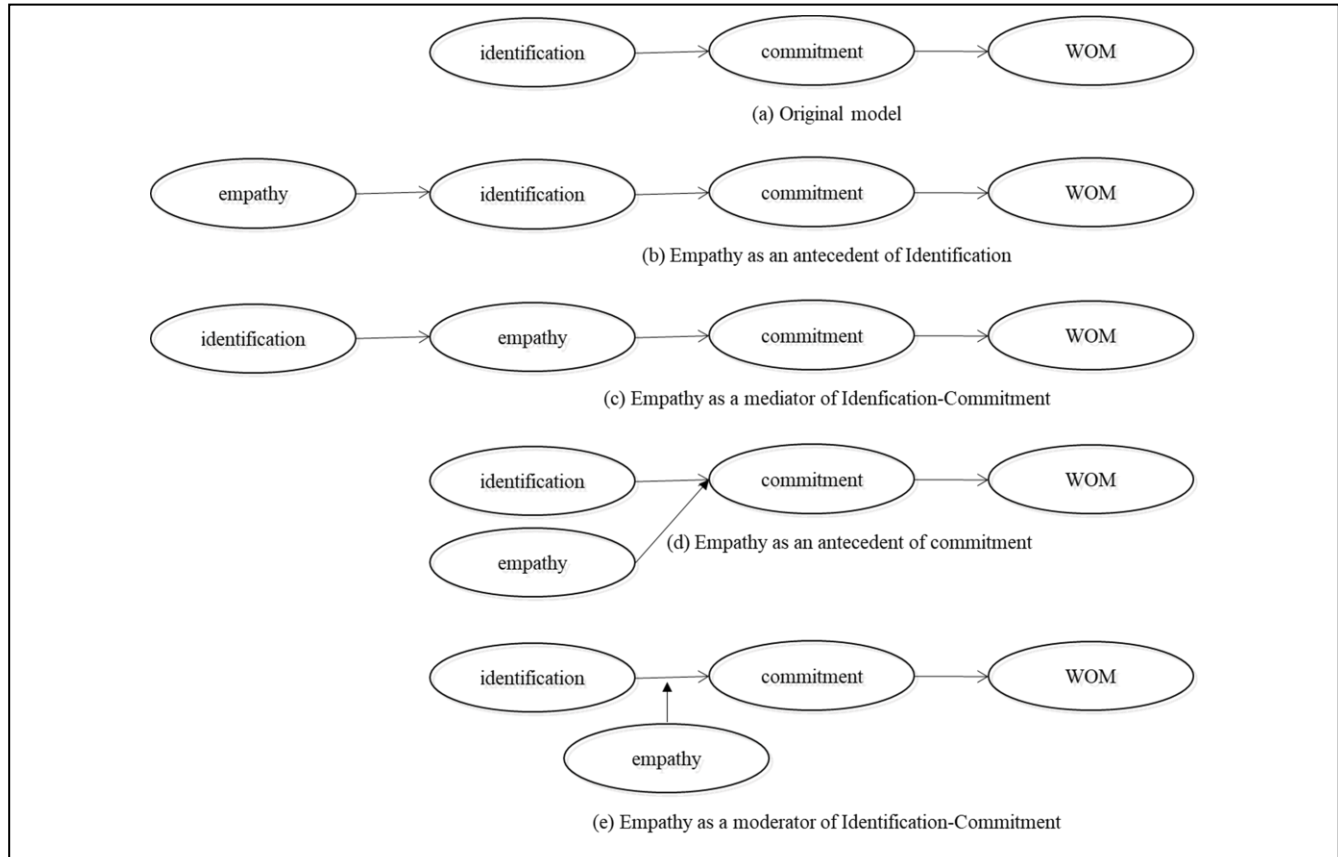 identification commitment WOM
(a) Original model
empathy identification commitment WOM
(b) Empathy as an antecedent of Identification
identification empathy commitment WOM
(c) Empathy as a mediator of Idenfication-Commitment
identification commitment WOM
(d) Empathy as an antecedent of commitment
empathy
identification commitment WOM
empathy
(e) Empathy as a moderator of Identification-Commitment